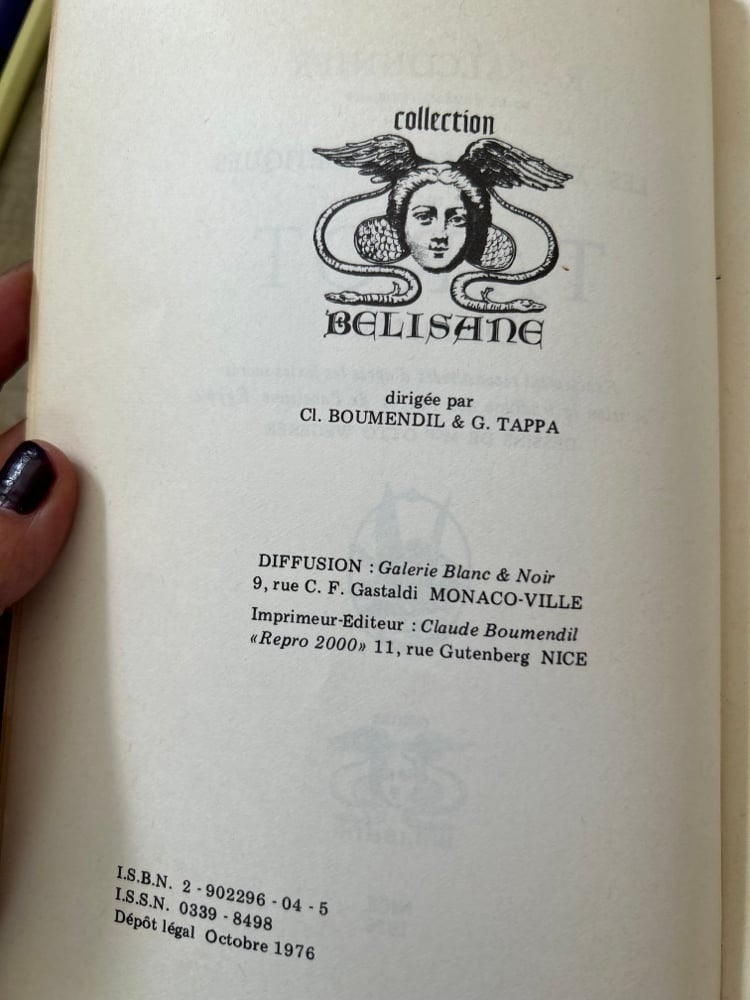 collection
BELISANE
dirigée par
Cl. BOUMENDIL & G. TAPPA
DIFFUSION : Galerie Blanc & Noir
9, rue C. F. Gastaldi MONACO-VILLE
Imprimeur-Editeur : Claude Boumendil
«Repro 2000» 11, rue Gutenberg NICE
I.S.B.N. 2 - 902296 - 04 - 5
I.S.S.N. 0339 - 8498
Dépôt légal Octobre 1976